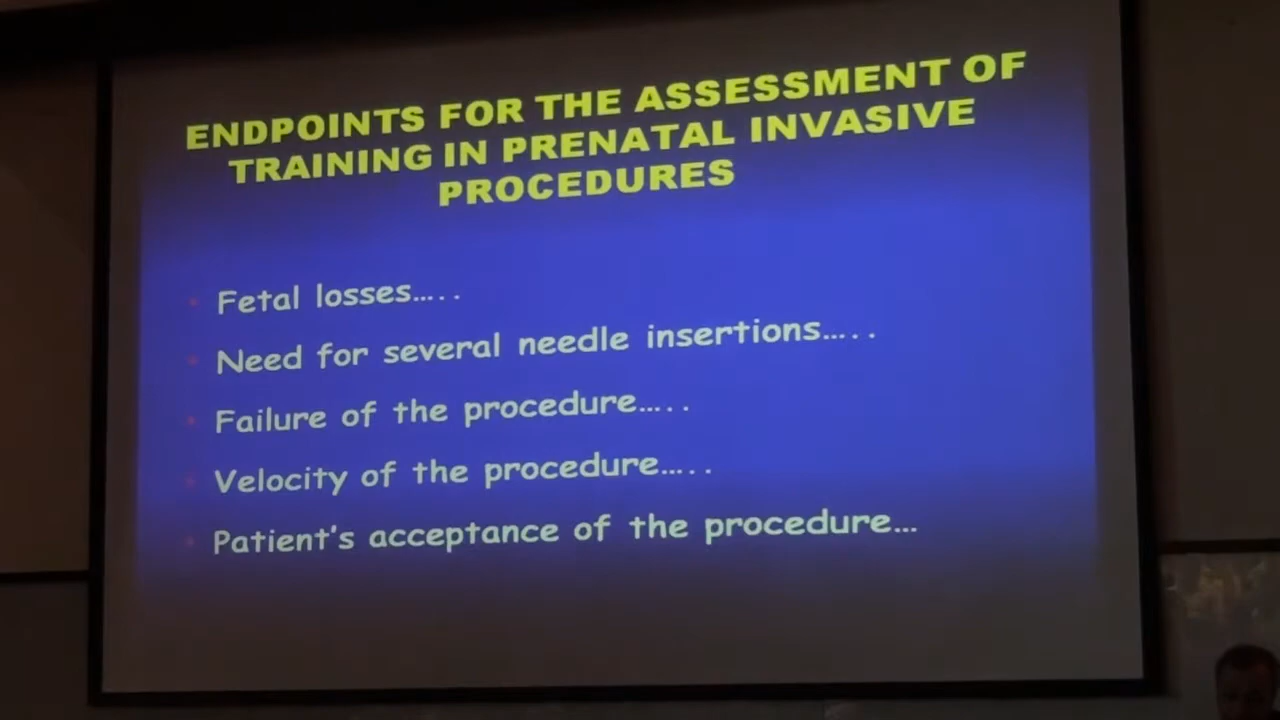 ENDPOINTS FOR THE ASSESSMENT OF
TRAINING IN PRENATAL INVASIVE
PROCEDURES
• Fetal losses.....
• Need for several needle insertions.....
• Failure of the procedure.....
• Velocity of the procedure.....
• Patient's acceptance of the procedure...